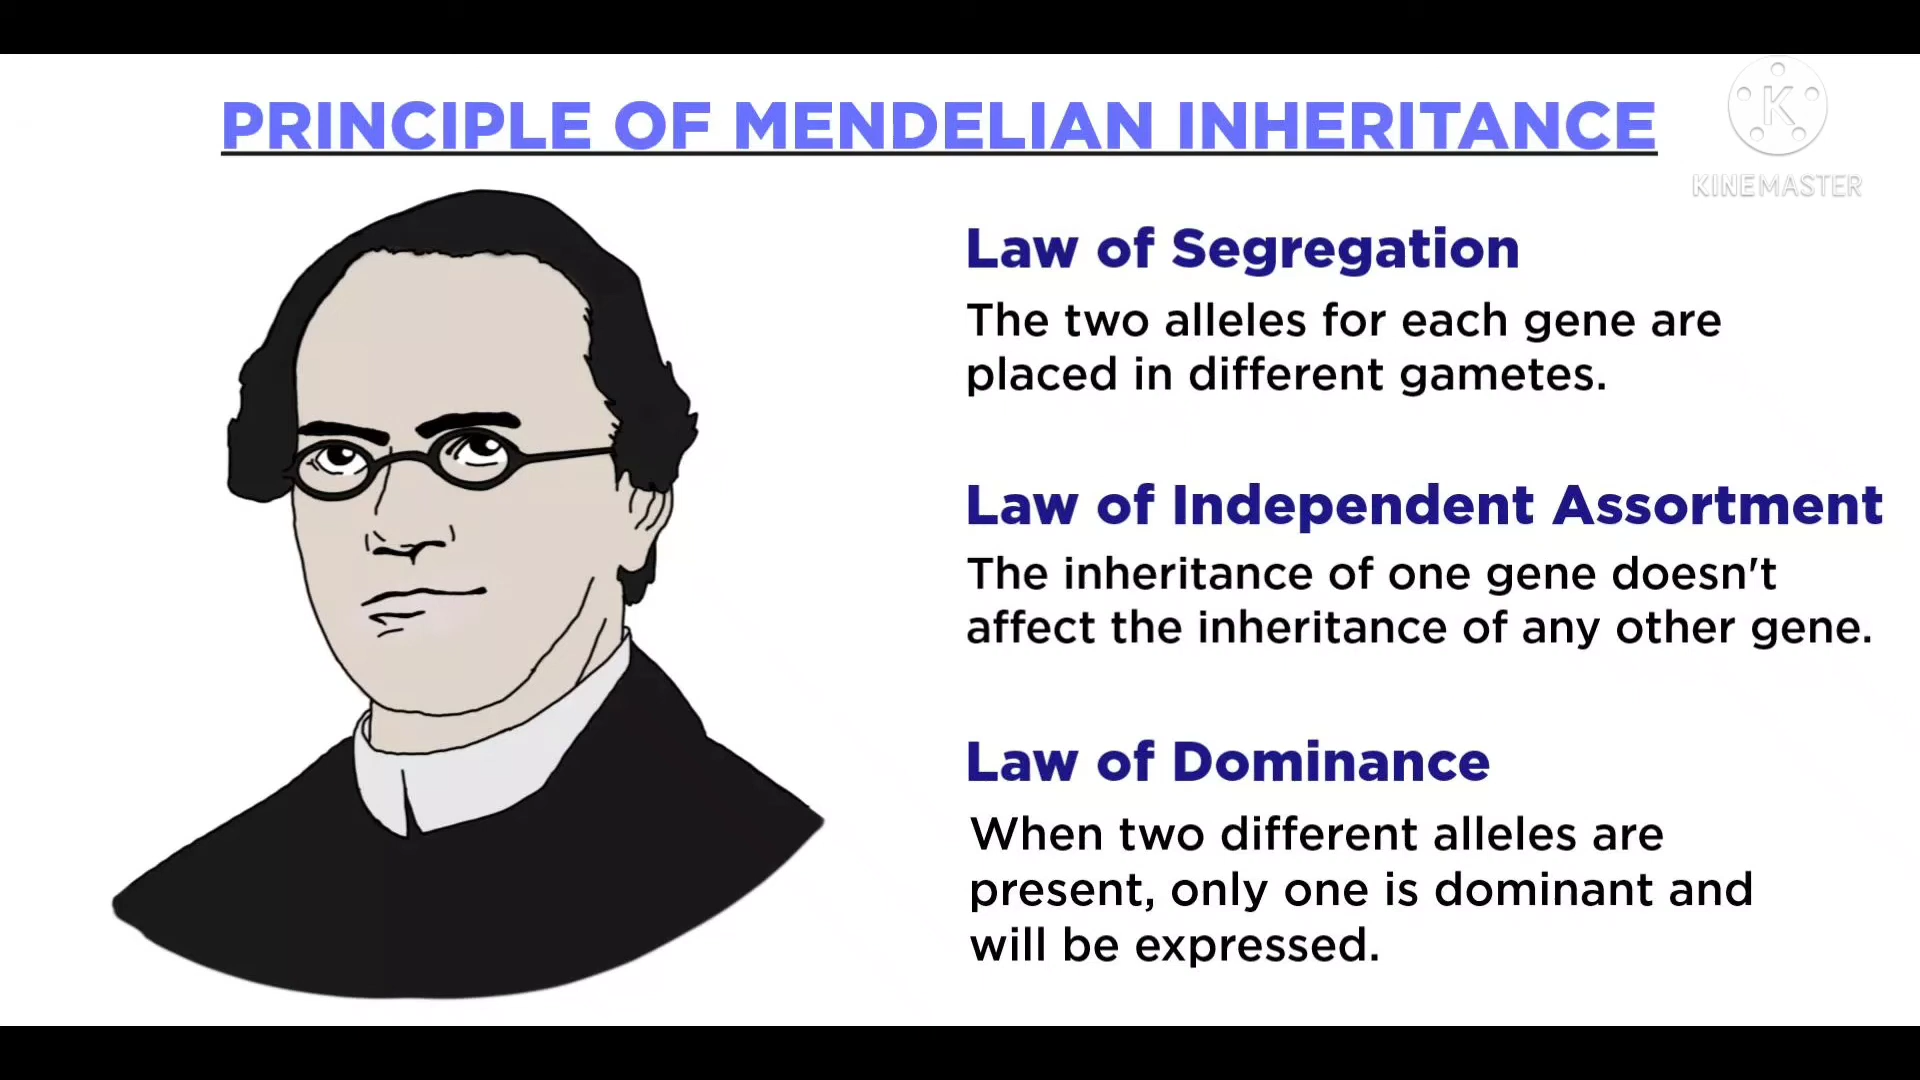 PRINCIPLE OF MENDELIAN INHERITANCE
K
KINEMASTER
Law of Segregation
The two alleles for each gene are
placed in different gametes.
Law of Independent Assortment
The inheritance of one gene doesn't
affect the inheritance of any other gene.
Law of Dominance
When two different alleles are
present, only one is dominant and
will be expressed.